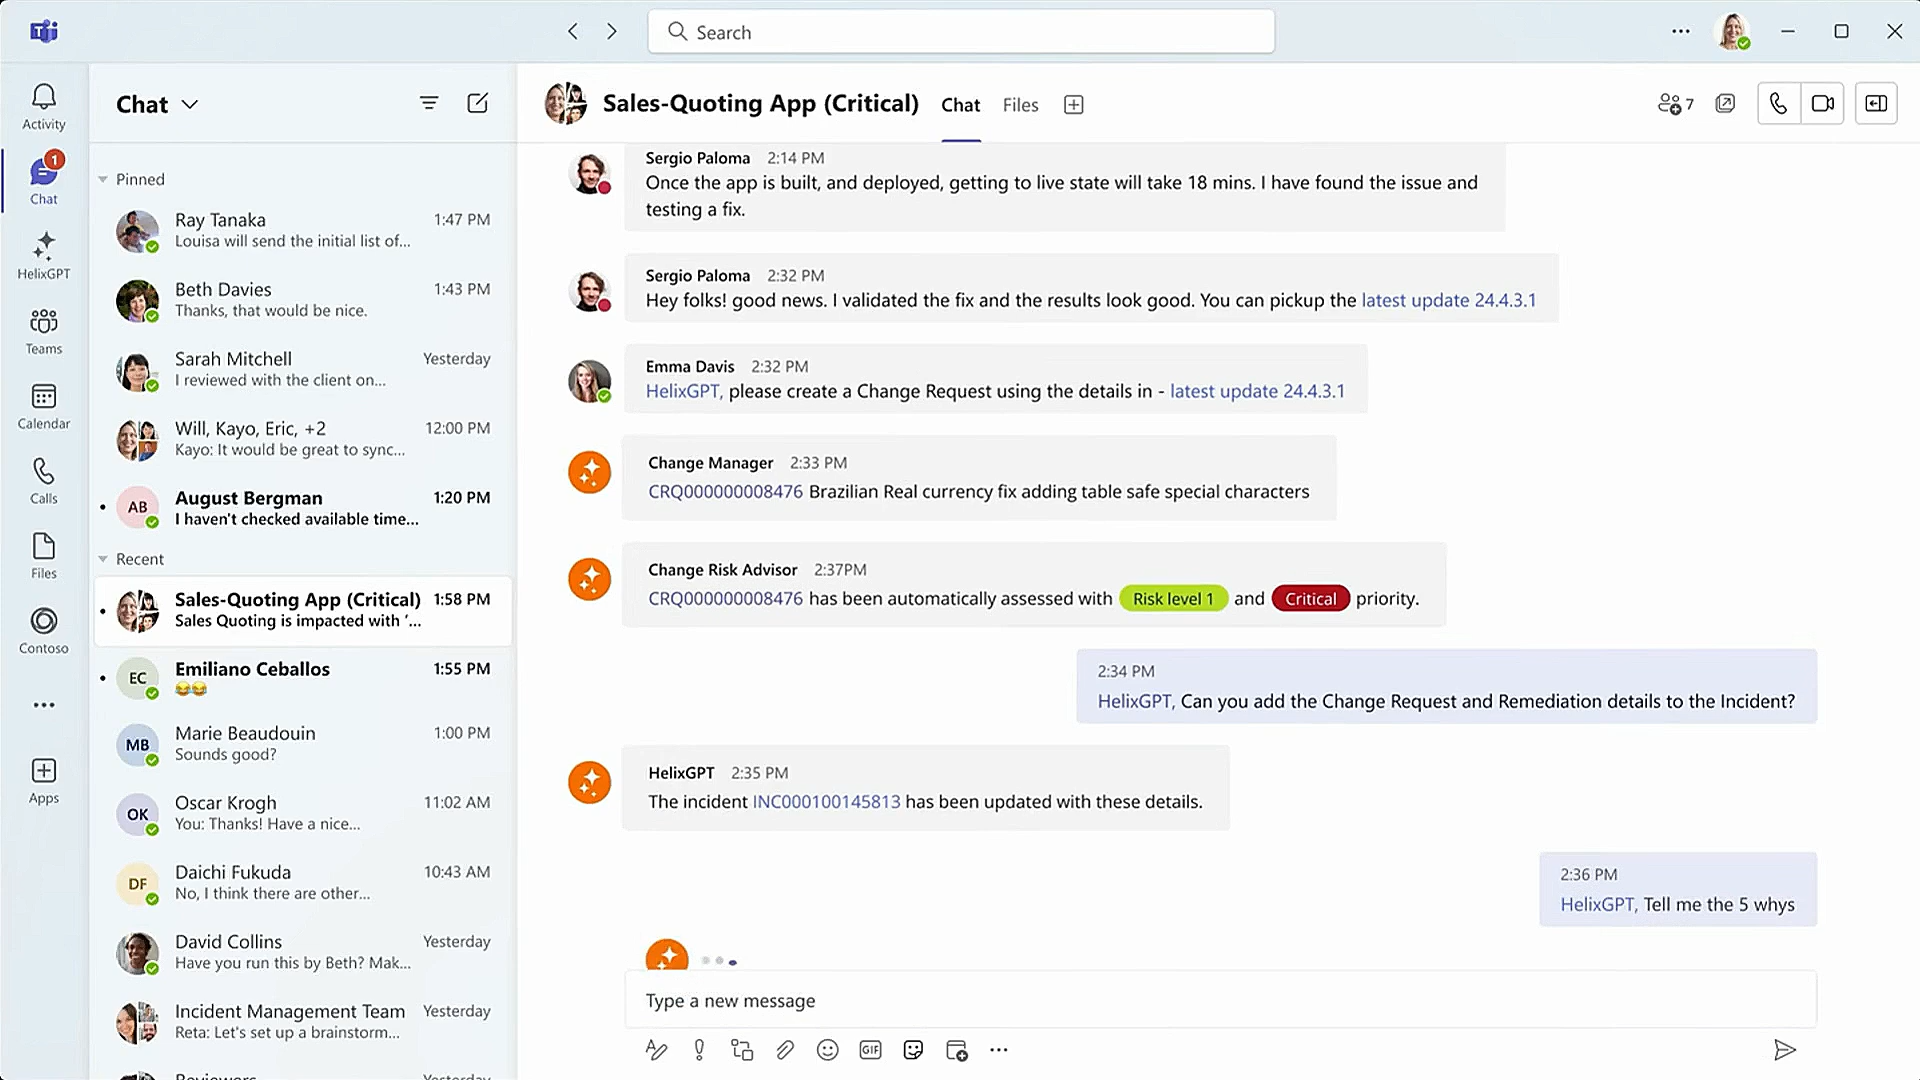 Search
Activity
1
Chat
HelixGPT
Teams
Calendar
Calls
Files
Contoso
Apps
Chat
Pinned
Ray Tanaka 1:47 PM
Louisa will send the initial list of...
Beth Davies 1:43 PM
Thanks, that would be nice.
Sarah Mitchell Yesterday
I reviewed with the client on...
Will, Kayo, Eric, +2 12:00 PM
Kayo: It would be great to sync...
AB
August Bergman 1:20 PM
I haven't checked available time...
Recent
Sales-Quoting App (Critical) 1:58 PM
Sales Quoting is impacted with '...
EC
Emiliano Ceballos 1:55 PM
MB
Marie Beaudouin 1:00 PM
Sounds good?
OK
Oscar Krogh 11:02 AM
You: Thanks! Have a nice...
DF
Daichi Fukuda 10:43 AM
No, I think there are other...
David Collins Yesterday
Have you run this by Beth? Mak...
Incident Management Team Yesterday
Reta: Let's set up a brainstorm...
Reviewers Yesterday
Sales-Quoting App (Critical) Chat Files 7
Sergio Paloma 2:14 PM
Once the app is built, and deployed, getting to live state will take 18 mins. I have found the issue and
testing a fix.
Sergio Paloma 2:32 PM
Hey folks! good news. I validated the fix and the results look good. You can pickup the latest update 24.4.3.1
Emma Davis 2:32 PM
HelixGPT, please create a Change Request using the details in - latest update 24.4.3.1
Change Manager 2:33 PM
CRQ000000008476 Brazilian Real currency fix adding table safe special characters
Change Risk Advisor 2:37PM
CRQ000000008476 has been automatically assessed with Risk level 1 and Critical priority.
2:34 PM
HelixGPT, Can you add the Change Request and Remediation details to the Incident?
HelixGPT 2:35 PM
The incident INC000100145813 has been updated with these details.
2:36 PM
HelixGPT, Tell me the 5 whys
Type a new message
GIF